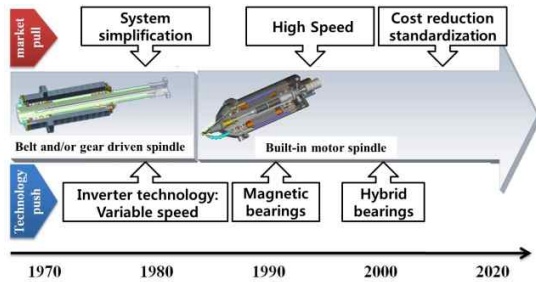 market
pull
System
simplification
High Speed
Cost reduction
standardization
Belt and/or gear driven spindle
Built-in motor spindle
Technology
push
Inverter technology:
Variable speed
Magnetic
bearings
Hybrid
bearings
1970
1980
1990
2000
2020